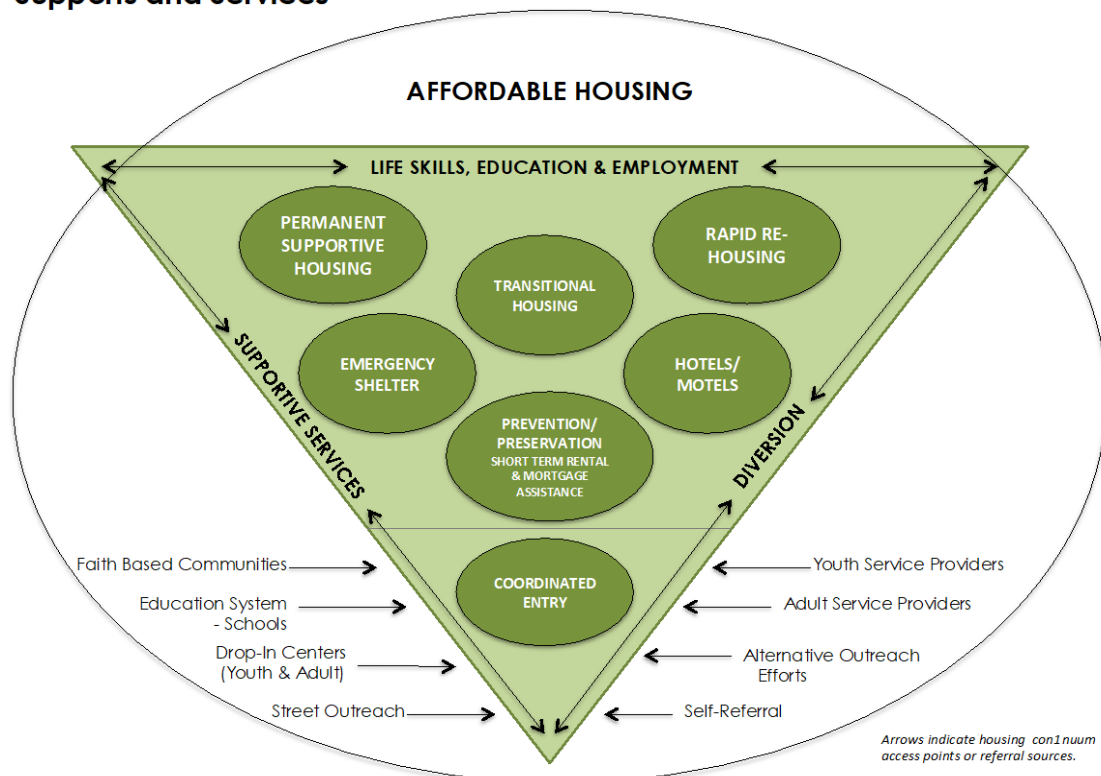 Supports and Services
AFFORDABLE HOUSING
LIFE SKILLS, EDUCATION & EMPLOYMENT
PERMANENT
SUPPORTIVE
HOUSING
RAPID RE-
HOUSING
TRANSITIONAL
HOUSING
EMERGENCY
SHELTER
HOTELS/
MOTELS
SUPPORTIVE SERVICES
DIVERSION
PREVENTION/
PRESERVATION
SHORT TERM RENTAL
& MORTGAGE
ASSISTANCE
COORDINATED
ENTRY
Faith Based Communities
Education System
- Schools
Drop-In Centers
(Youth & Adult)
Street Outreach
Youth Service Providers
Adult Service Providers
Alternative Outreach
Efforts
Self-Referral
Arrows indicate housing con1nuum
access points or referral sources.